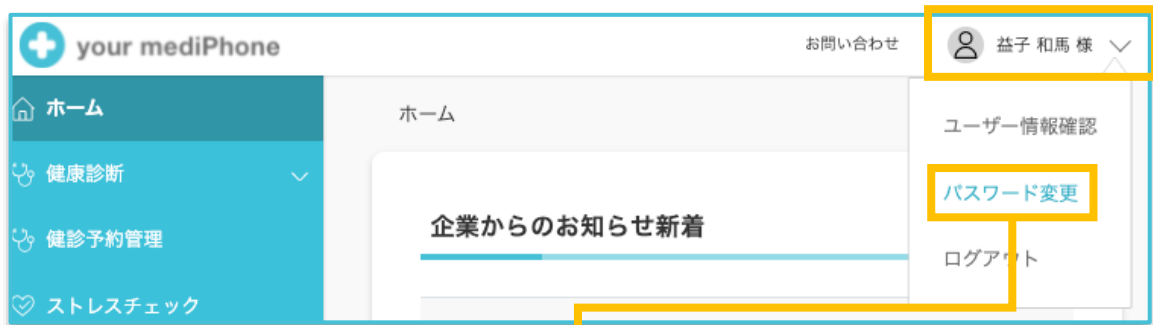 your mediPhone
お問い合わせ
益子 和馬 様
ホーム
健康診断
健診予約管理
ストレスチェック
ホーム
企業からのお知らせ新着
ユーザー情報確認
パスワード変更
ログアウト